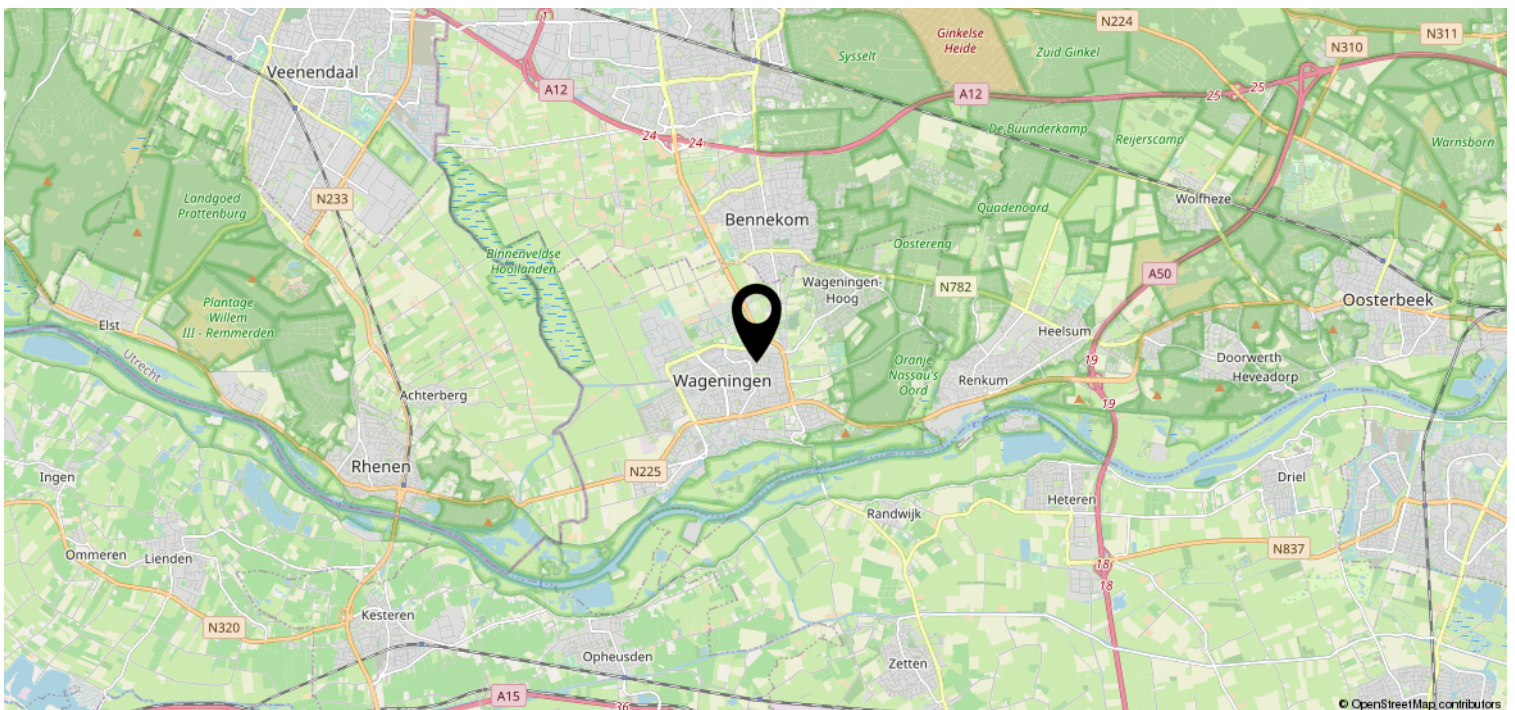 N224
N311
Ginkelse
Heide
N310
Sysselt
Zuid Ginkel
Veenendaal
A12
A12
25
25
24
24
De Buunderkamp
Reijerscamp
Warnsborn
Landgoed
Prattenburg
N233
Wolfheze
Quadenoord
Bennekom
Oostereng
Binnenveldse
Hooilanden
A50
Wageningen-
Hoog
N782
Oosterbeek
Plantage
Willem
III - Remmerden
Elst
Heelsum
Utrecht
19
Doorwerth
Oranje
Nassau's
Oord
Heveadorp
Wageningen
Renkum
Achterberg
19
Rhenen
N225
Ingen
Driel
Heteren
Randwijk
Ommeren
Lienden
N837
18
18
Kesteren
N320
Opheusden
Zetten
A15
36
© OpenStreetMap contributors